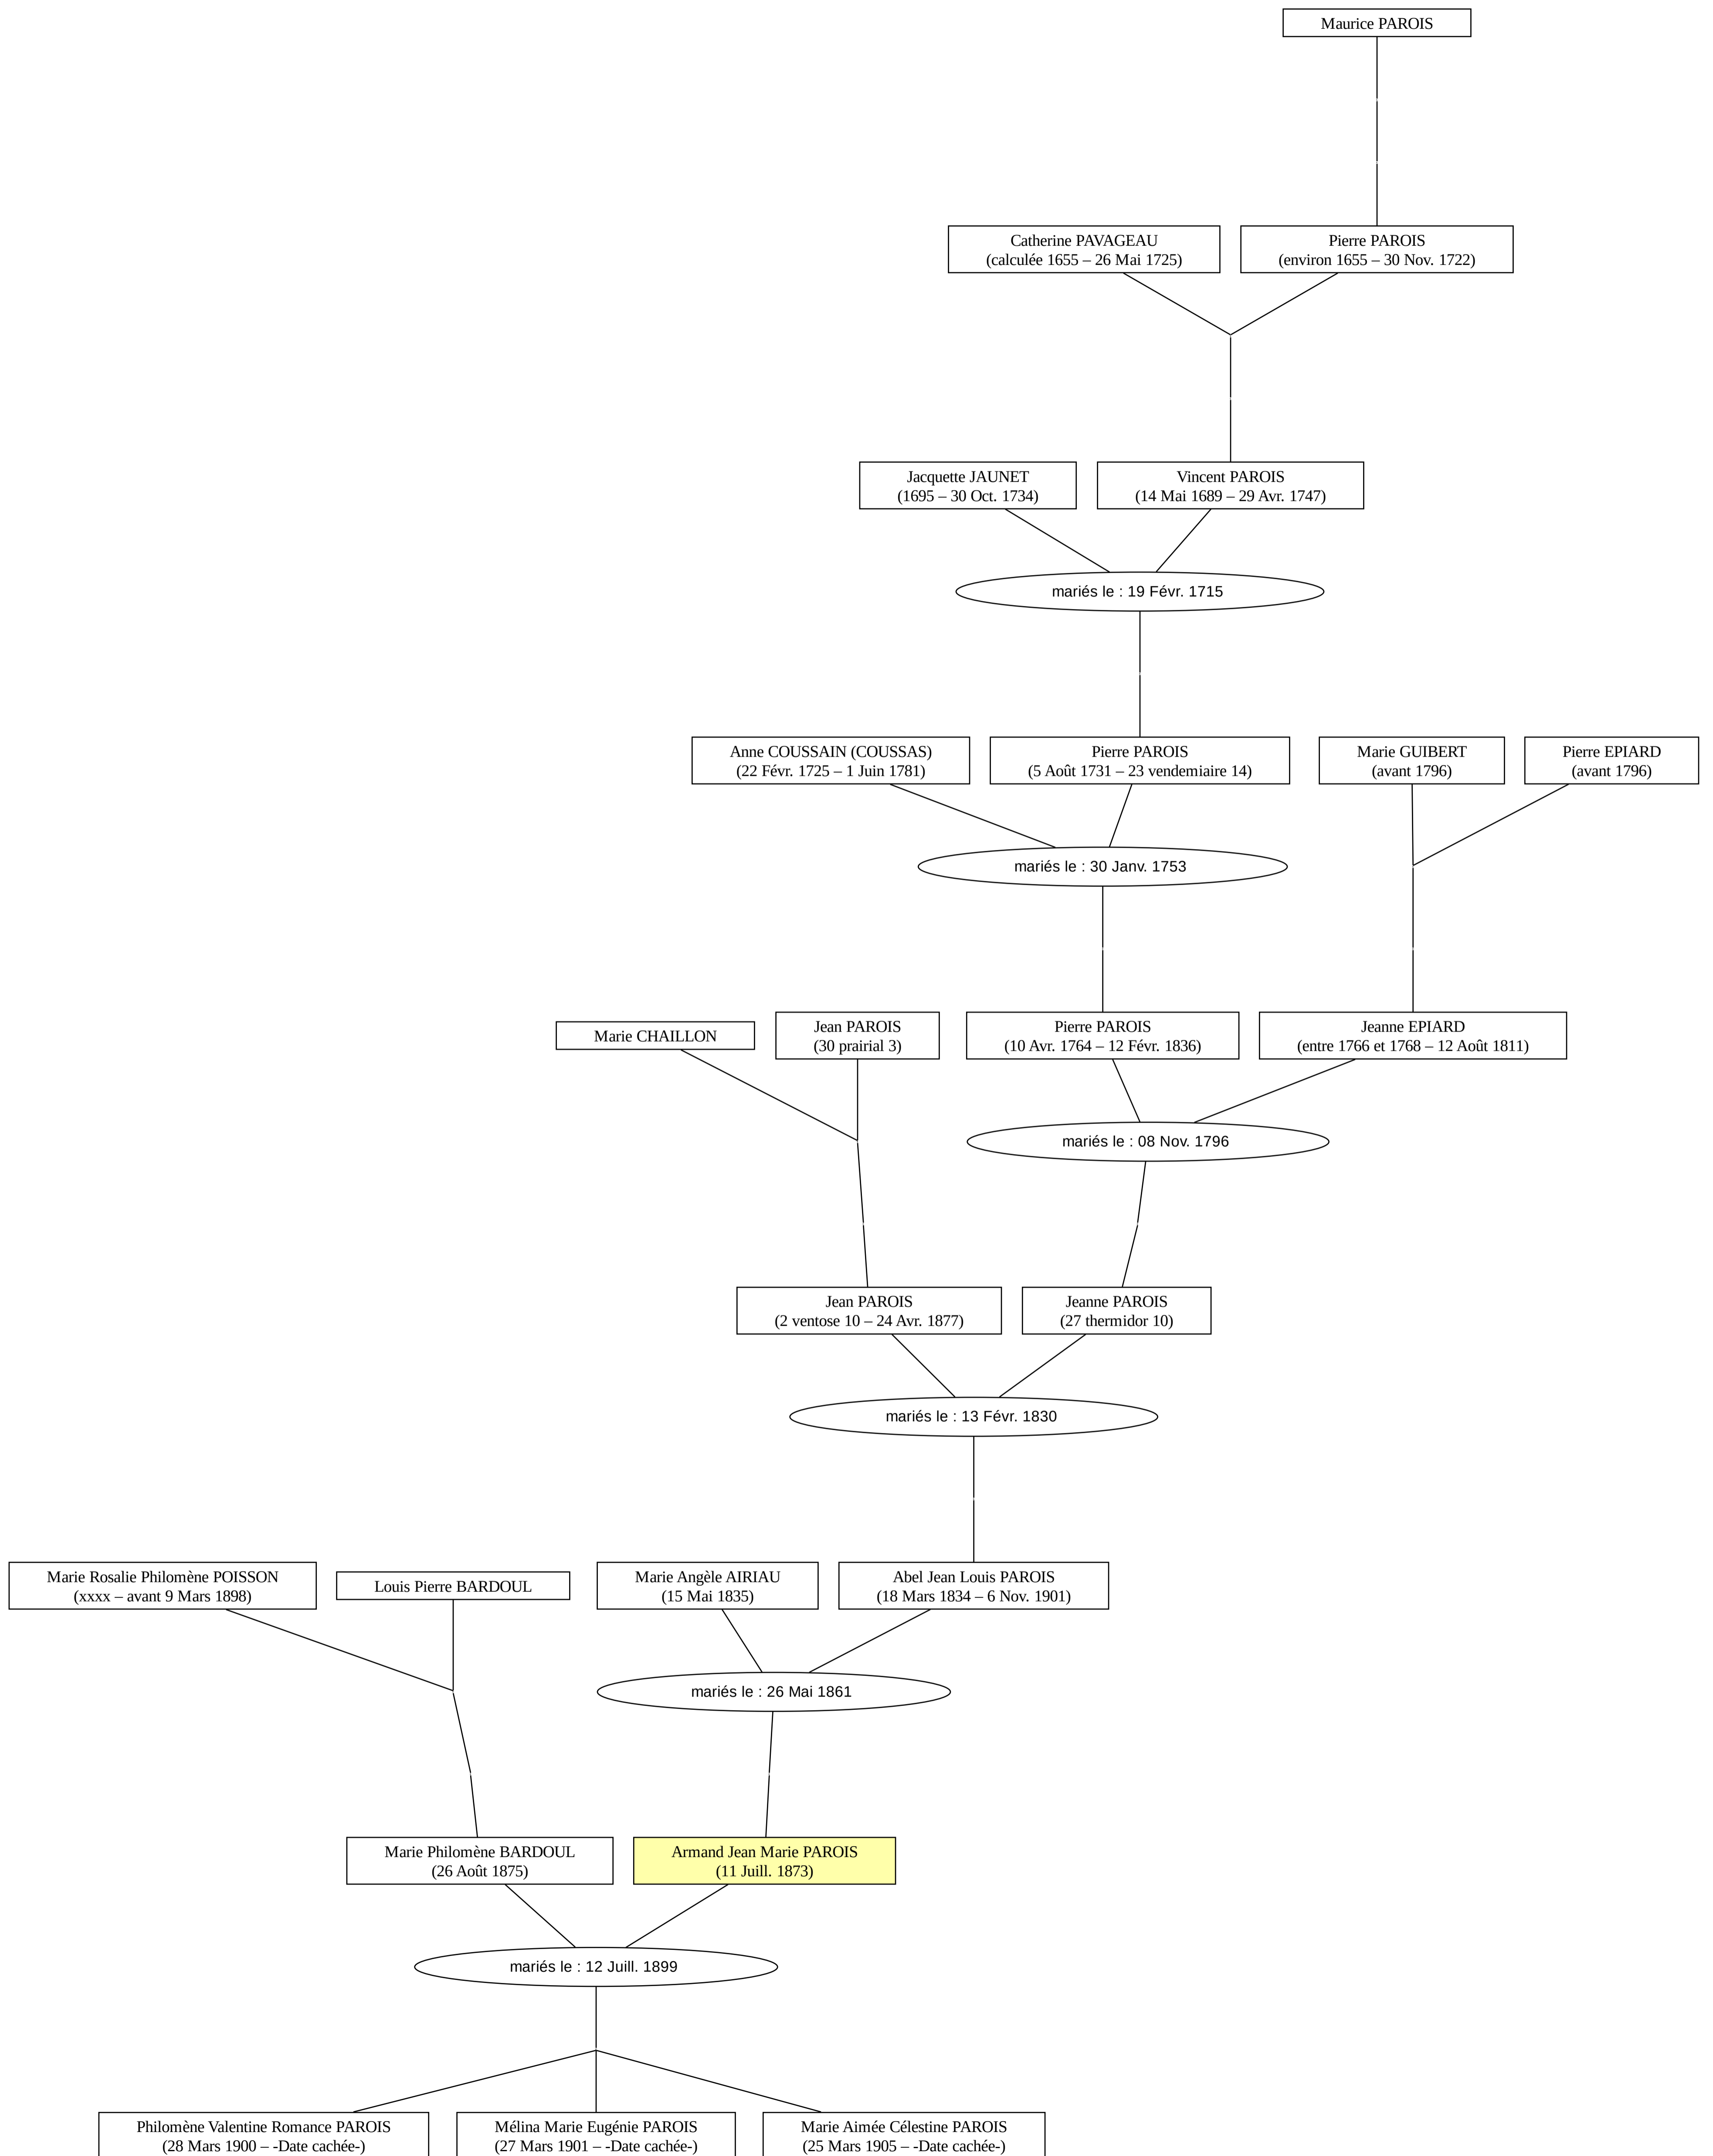 Maurice PAROIS
Catherine PAVAGEAU
(calculée 1655 – 26 Mai 1725)
Pierre PAROIS
(environ 1655 – 30 Nov. 1722)
Jacquette JAUNET
(1695 – 30 Oct. 1734)
Vincent PAROIS
(14 Mai 1689 – 29 Avr. 1747)
mariés le : 19 Févr. 1715
Anne COUSSAIN (COUSSAS)
(22 Févr. 1725 – 1 Juin 1781)
Pierre PAROIS
(5 Août 1731 – 23 vendemiaire 14)
Marie GUIBERT
(avant 1796)
Pierre EPIARD
(avant 1796)
mariés le : 30 Janv. 1753
Marie CHAILLON
Jean PAROIS
(30 prairial 3)
Pierre PAROIS
(10 Avr. 1764 – 12 Févr. 1836)
Jeanne EPIARD
(entre 1766 et 1768 – 12 Août 1811)
mariés le : 08 Nov. 1796
Jean PAROIS
(2 ventose 10 – 24 Avr. 1877)
Jeanne PAROIS
(27 thermidor 10)
mariés le : 13 Févr. 1830
Marie Rosalie Philomène POISSON
(xxxx – avant 9 Mars 1898)
Louis Pierre BARDOUL
Marie Angèle AIRIAU
(15 Mai 1835)
Abel Jean Louis PAROIS
(18 Mars 1834 – 6 Nov. 1901)
mariés le : 26 Mai 1861
Marie Philomène BARDOUL
(26 Août 1875)
Armand Jean Marie PAROIS
(11 Juill. 1873)
mariés le : 12 Juill. 1899
Philomène Valentine Romance PAROIS
(28 Mars 1900 – -Date cachée-)
Mélina Marie Eugénie PAROIS
(27 Mars 1901 – -Date cachée-)
Marie Aimée Célestine PAROIS
(25 Mars 1905 – -Date cachée-)